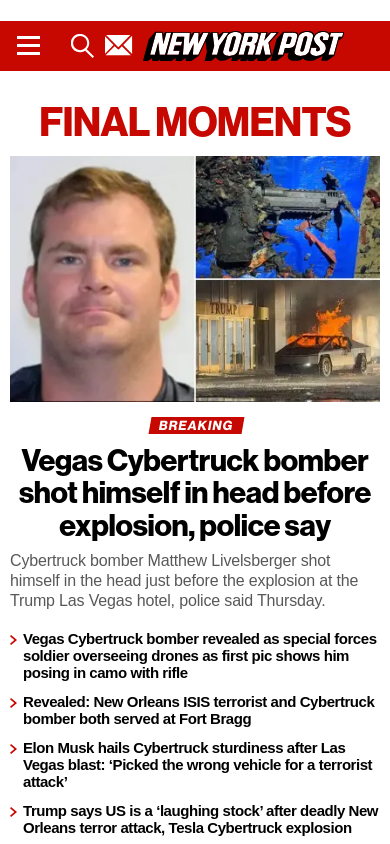 NEW YORK POST
FINAL MOMENTS
TRUMP
BREAKING
Vegas Cybertruck bomber
shot himself in head before
explosion, police say
Cybertruck bomber Matthew Livelsberger shot
himself in the head just before the explosion at the
Trump Las Vegas hotel, police said Thursday.
Vegas Cybertruck bomber revealed as special forces
soldier overseeing drones as first pic shows him
posing in camo with rifle
Revealed: New Orleans ISIS terrorist and Cybertruck
bomber both served at Fort Bragg
Elon Musk hails Cybertruck sturdiness after Las
Vegas blast: ‘Picked the wrong vehicle for a terrorist
attack’
Trump says US is a ‘laughing stock’ after deadly New
Orleans terror attack, Tesla Cybertruck explosion